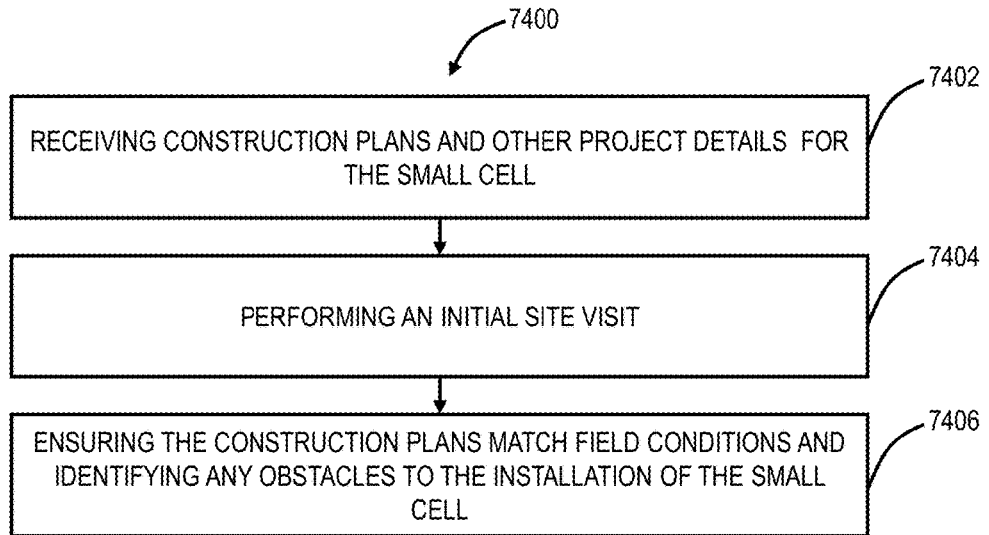 7400
7402
RECEIVING CONSTRUCTION PLANS AND OTHER PROJECT DETAILS FOR
THE SMALL CELL
7404
PERFORMING AN INITIAL SITE VISIT
7406
ENSURING THE CONSTRUCTION PLANS MATCH FIELD CONDITIONS AND
IDENTIFYING ANY OBSTACLES TO THE INSTALLATION OF THE SMALL
CELL